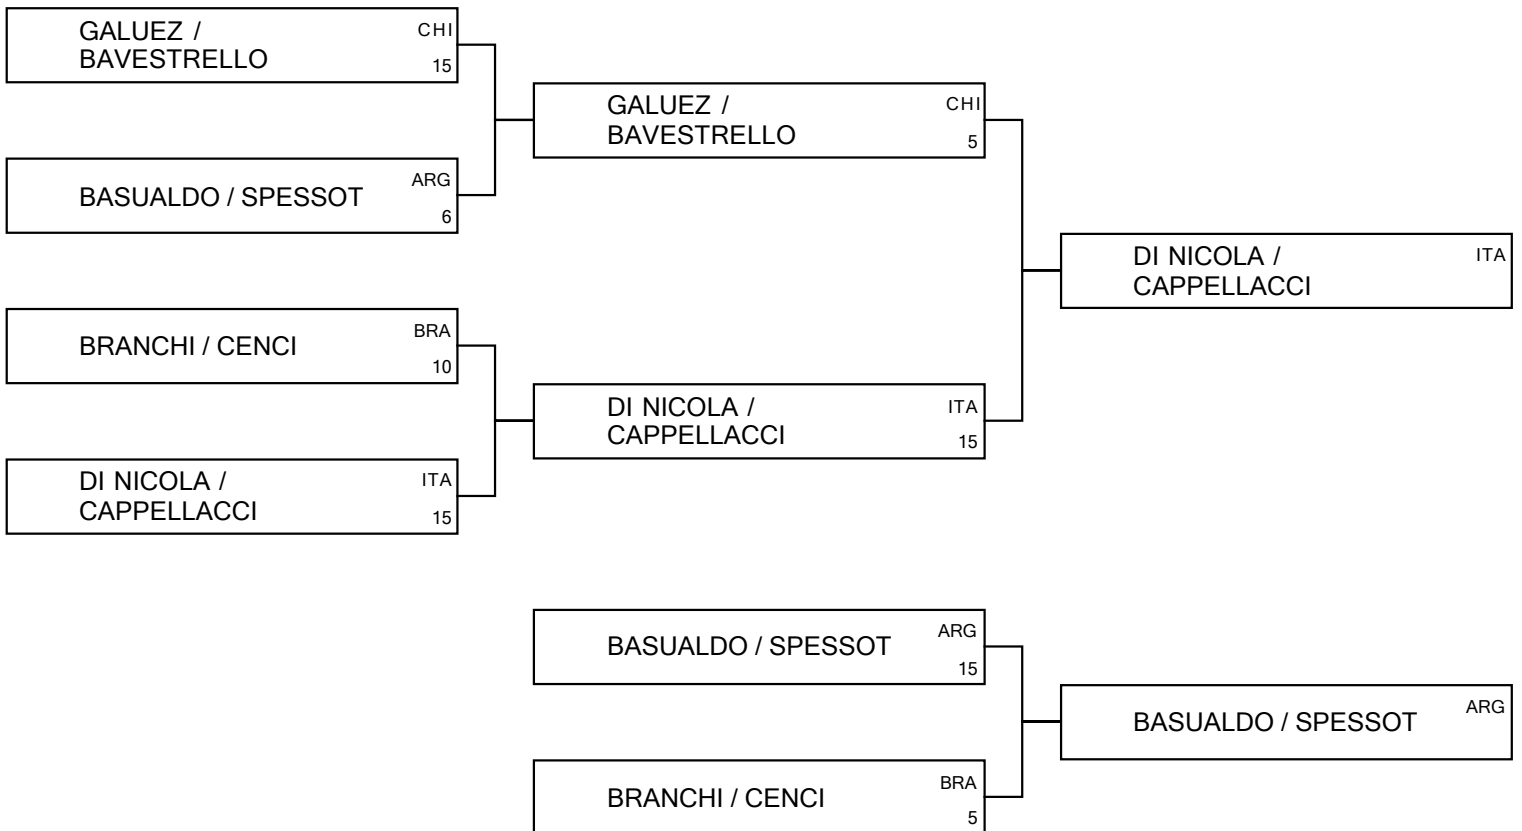 GALUEZ / CHI
BAVESTRELLO 15
BASUALDO / SPESSOT ARG
6
BRANCHI / CENCI BRA
10
DI NICOLA / ITA
CAPPELLACCI 15
GALUEZ / CHI
BAVESTRELLO 5
DI NICOLA / ITA
CAPPELLACCI 15
DI NICOLA / ITA
CAPPELLACCI
BASUALDO / SPESSOT ARG
15
BRANCHI / CENCI BRA
5
BASUALDO / SPESSOT ARG